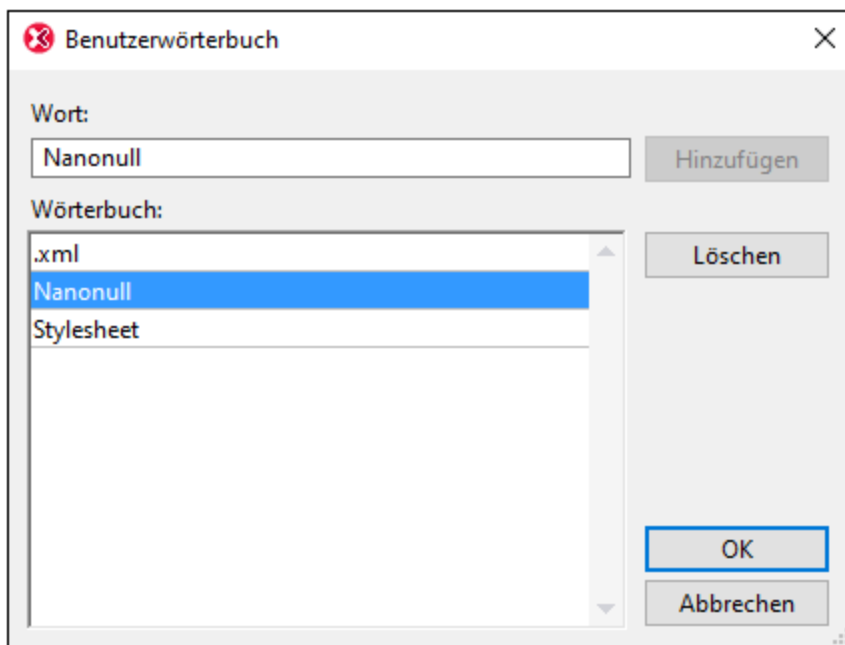 Benutzerwörterbuch
Wort:
Nanonull
Hinzufügen
Wörterbuch:
.xml
Löschen
Nanonull
Stylesheet
OK
Abbrechen